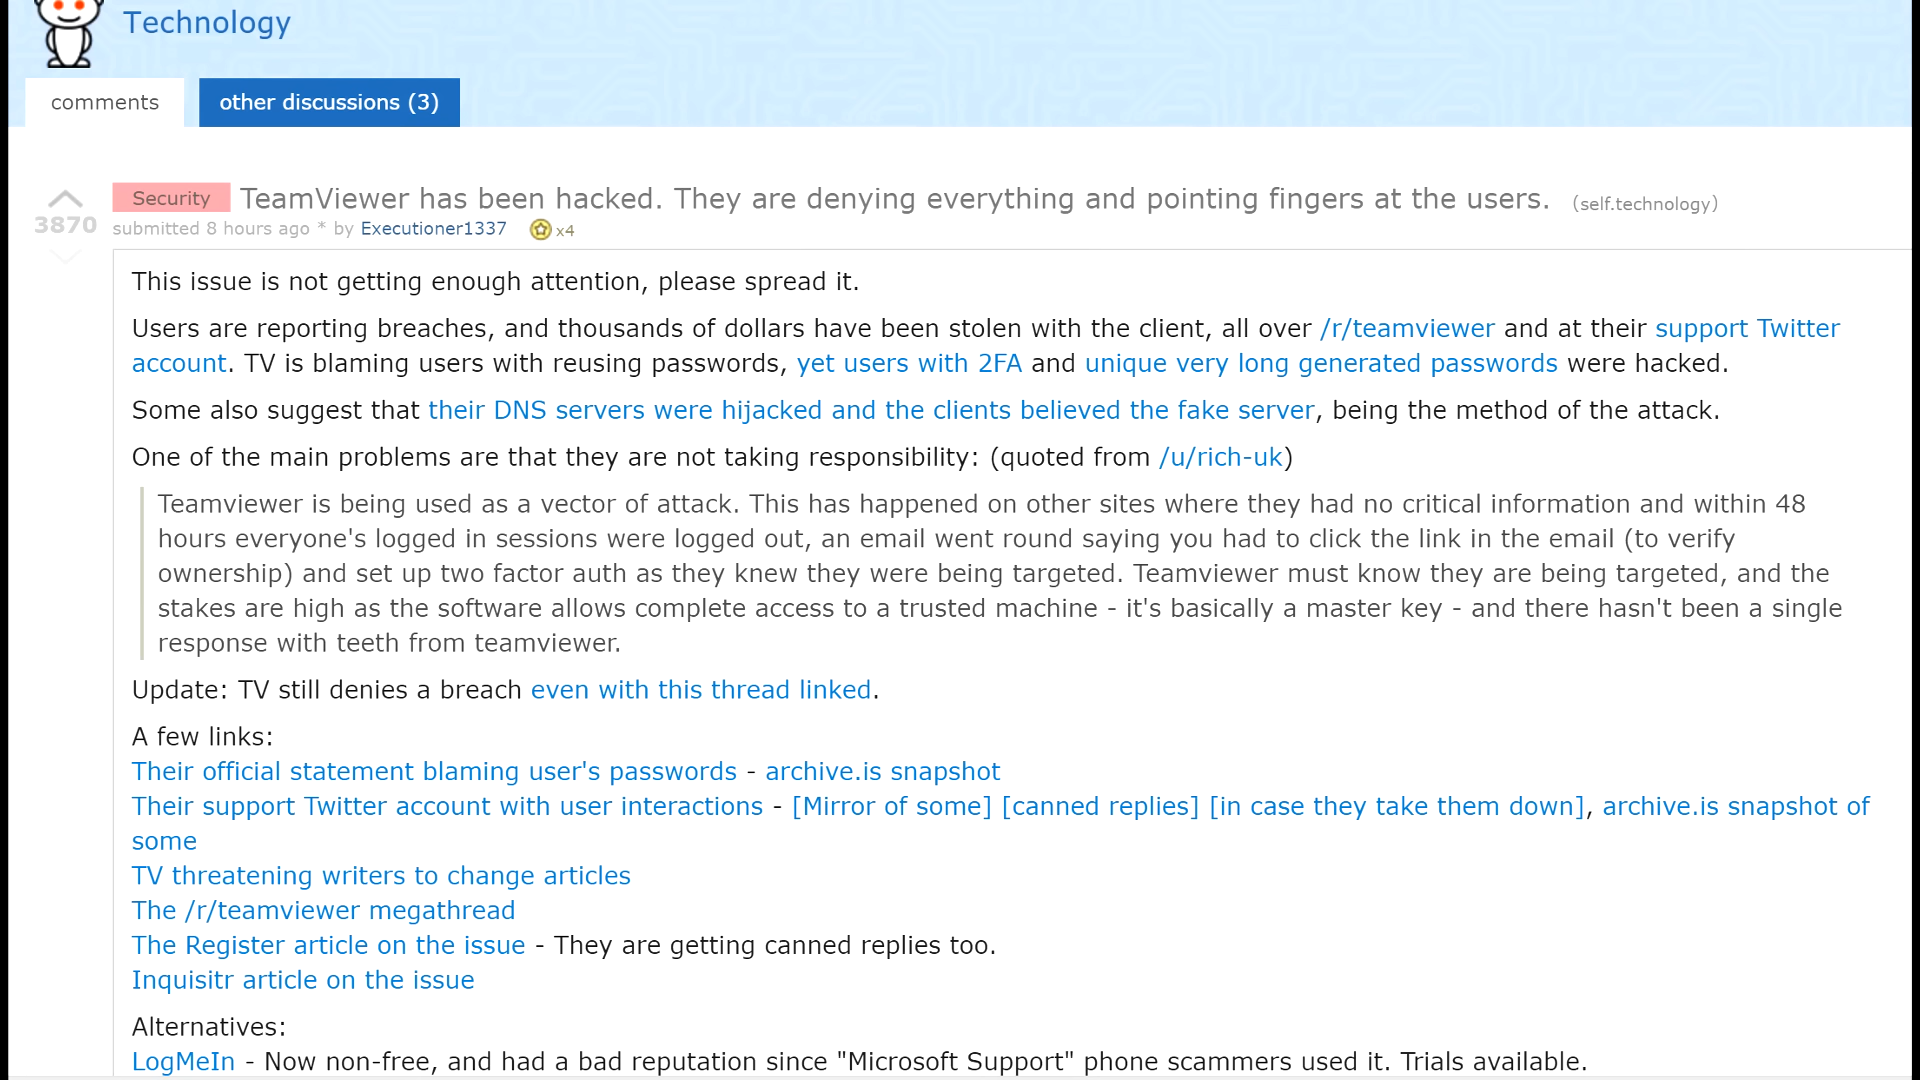 Technology
comments
other discussions (3)
Security TeamViewer has been hacked. They are denying everything and pointing fingers at the users. (self.technology)
3870
submitted 8 hours ago * by Executioner1337 x4
This issue is not getting enough attention, please spread it.
Users are reporting breaches, and thousands of dollars have been stolen with the client, all over /r/teamviewer and at their support Twitter
account. TV is blaming users with reusing passwords, yet users with 2FA and unique very long generated passwords were hacked.
Some also suggest that their DNS servers were hijacked and the clients believed the fake server, being the method of the attack.
One of the main problems are that they are not taking responsibility: (quoted from /u/rich-uk)
Teamviewer is being used as a vector of attack. This has happened on other sites where they had no critical information and within 48
hours everyone's logged in sessions were logged out, an email went round saying you had to click the link in the email (to verify
ownership) and set up two factor auth as they knew they were being targeted. Teamviewer must know they are being targeted, and the
stakes are high as the software allows complete access to a trusted machine - it's basically a master key - and there hasn't been a single
response with teeth from teamviewer.
Update: TV still denies a breach even with this thread linked.
A few links:
Their official statement blaming user's passwords - archive.is snapshot
Their support Twitter account with user interactions - [Mirror of some] [canned replies] [in case they take them down], archive.is snapshot of
some
TV threatening writers to change articles
The /r/teamviewer megathread
The Register article on the issue - They are getting canned replies too.
Inquisitr article on the issue
Alternatives:
LogMeIn - Now non-free, and had a bad reputation since "Microsoft Support" phone scammers used it. Trials available.